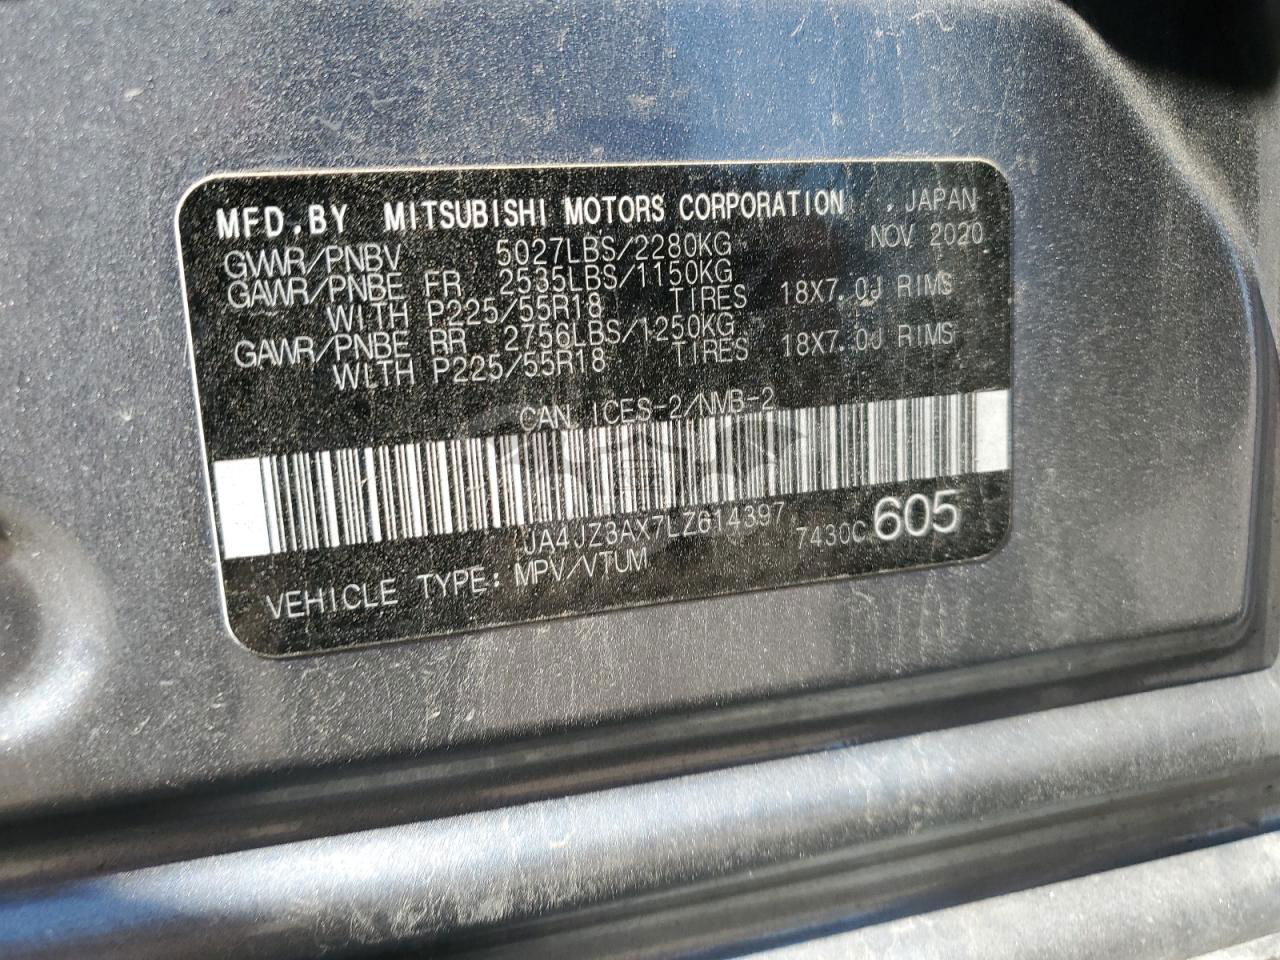 MFD.BY MITSUBISHI MOTORS CORPORATION , JAPAN
GVWR/PNBV 5027LBS/2280KG NOV 2020
GAWR/PNBE FR 2535LBS/1150KG
WITH P225/55R18 TIRES 18X7.0J RIMS
GAWR/PNBE RR 2756LBS/1250KG
WITH P225/55R18 TIRES 18X7.0J RIMS
CAN ICES-2/NMB-2
JA4JZ3AX7LZ614397 7430C 605
VEHICLE TYPE: MPV/VTUM